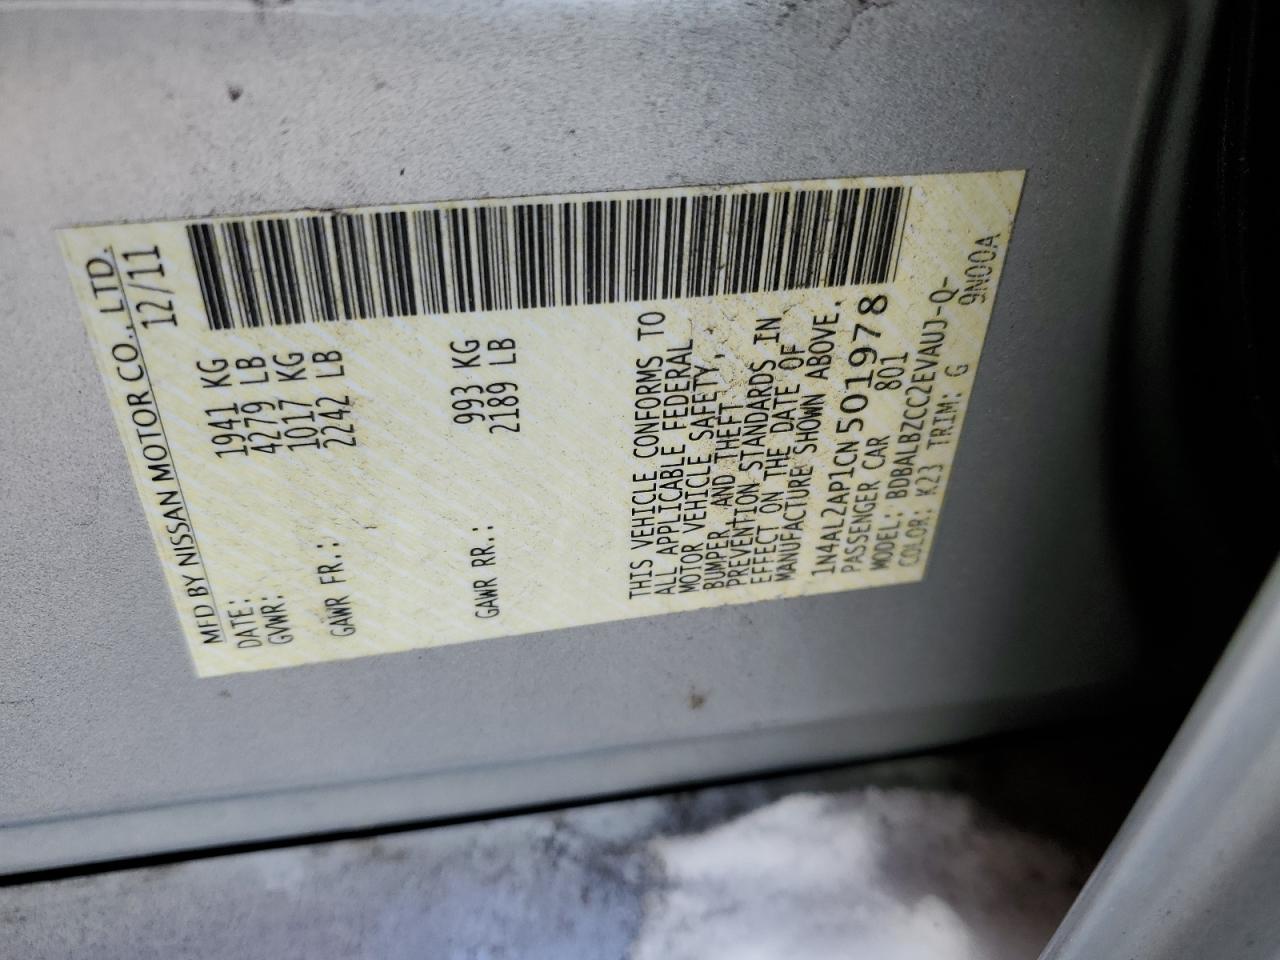 MFD BY NISSAN MOTOR CO., LTD.
DATE: 12/11
GVWR: 1941 KG
4279 LB
GAWR FR.: 1017 KG
2242 LB
GAWR RR.: 993 KG
2189 LB
THIS VEHICLE CONFORMS TO
ALL APPLICABLE FEDERAL
MOTOR VEHICLE SAFETY,
BUMPER, AND THEFT
PREVENTION STANDARDS IN
EFFECT ON THE DATE OF
MANUFACTURE SHOWN ABOVE.
1N4AL2AP1CN501978
PASSENGER CAR 801
MODEL: BDBALBZCC2EVAUJ-Q-
COLOR: K23 TRIM: G 9N00A